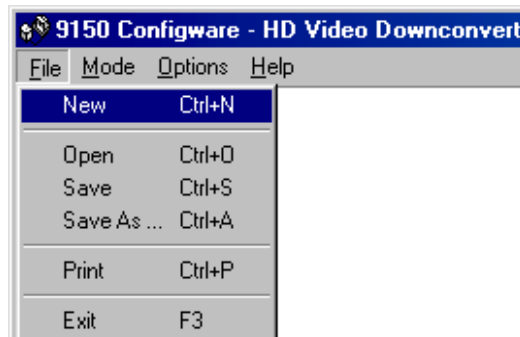 9150 Configware - HD Video Downconvert
File Mode Options Help
New Ctrl+N
Open Ctrl+O
Save Ctrl+S
Save As ... Ctrl+A
Print Ctrl+P
Exit F3